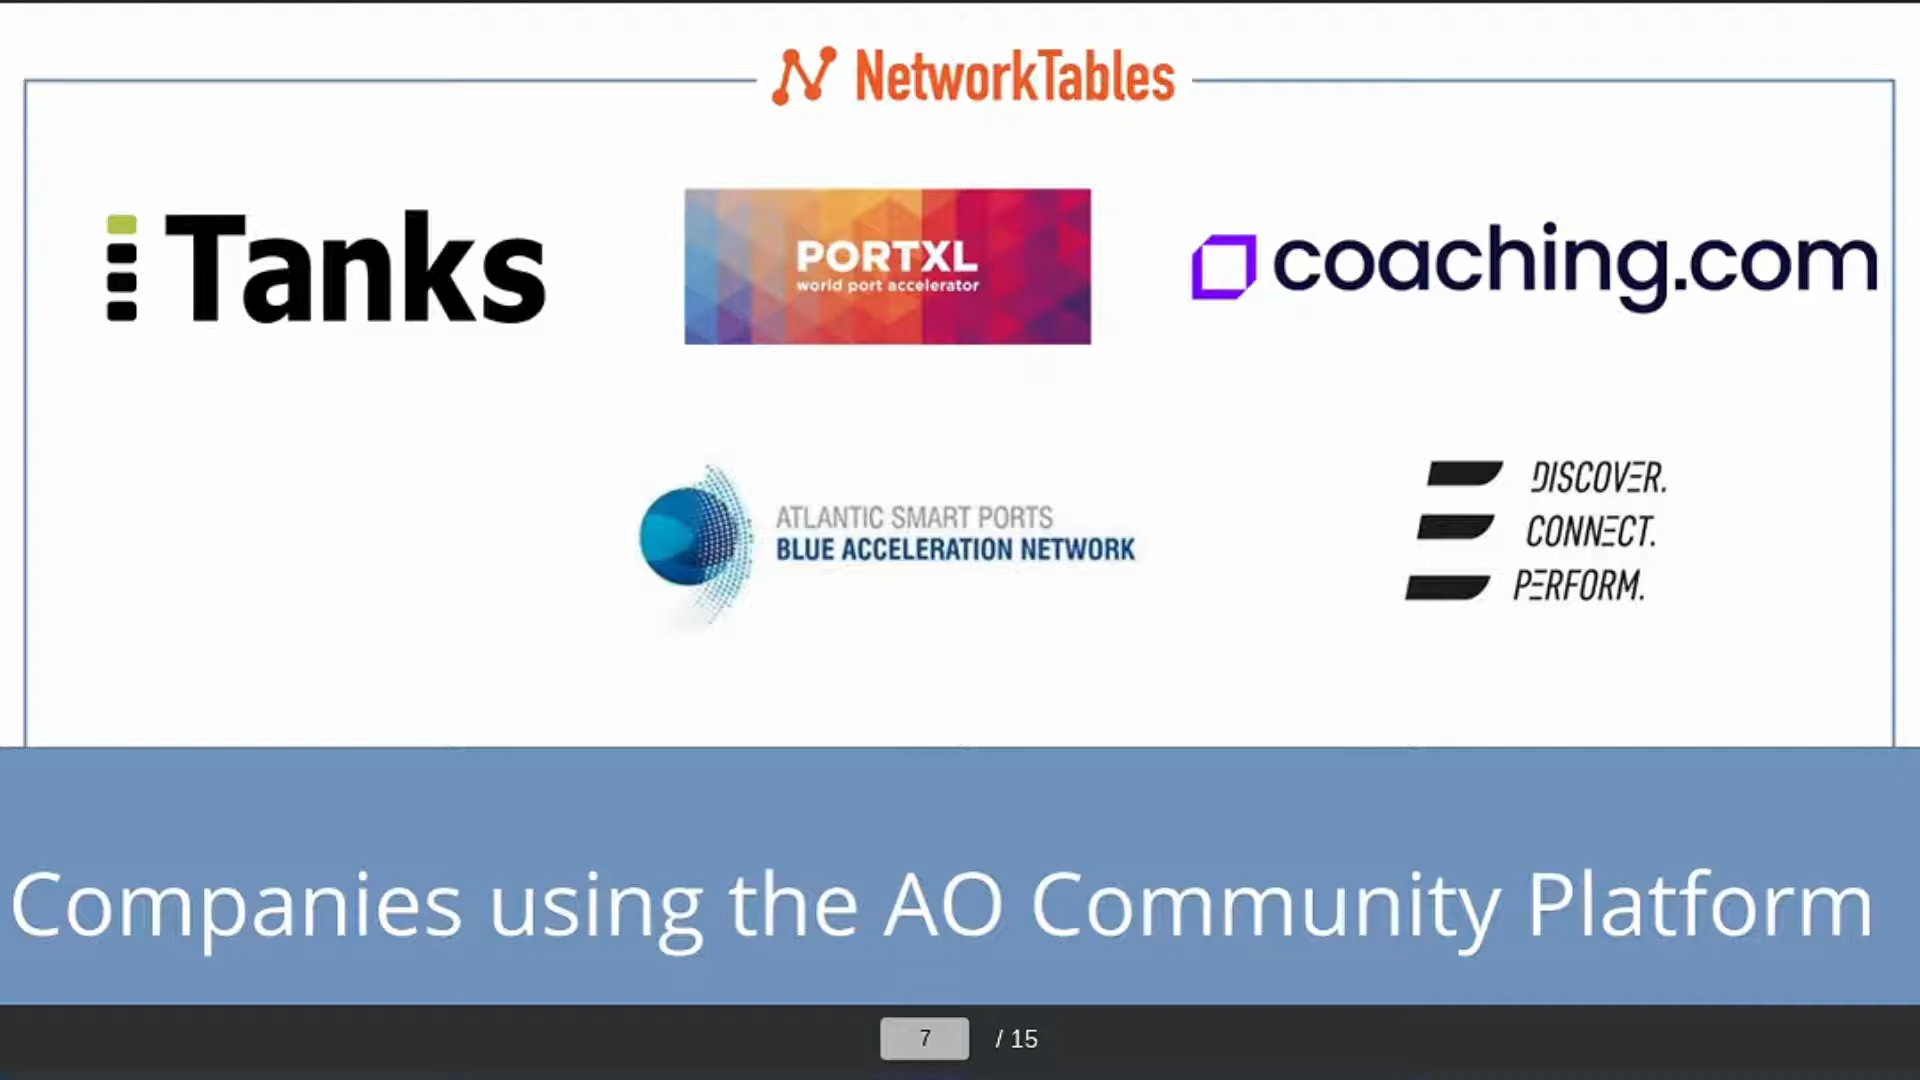 NetworkTables
Tanks
PORTXL
world port accelerator
coaching.com
ATLANTIC SMART PORTS
BLUE ACCELERATION NETWORK
DISCOVER.
CONNECT.
PERFORM.
Companies using the AO Community Platform
7 / 15